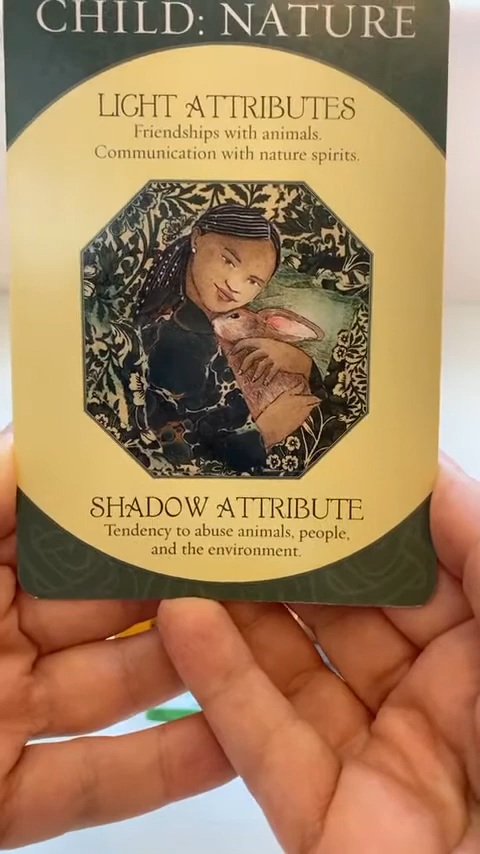 CHILD: NATURE
LIGHT ATTRIBUTES
Friendships with animals.
Communication with nature spirits.
SHADOW ATTRIBUTE
Tendency to abuse animals, people,
and the environment.